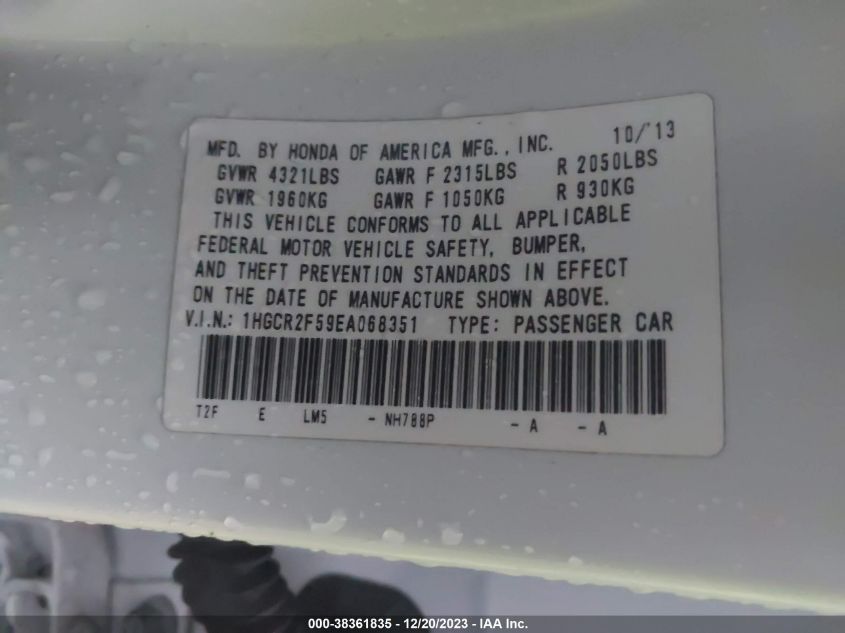 MFD. BY HONDA OF AMERICA MFG., INC. 10/13
GVWR 4321LBS GAWR F 2315LBS R 2050LBS
GVWR 1960KG GAWR F 1050KG R 930KG
THIS VEHICLE CONFORMS TO ALL APPLICABLE
FEDERAL MOTOR VEHICLE SAFETY, BUMPER,
AND THEFT PREVENTION STANDARDS IN EFFECT
ON THE DATE OF MANUFACTURE SHOWN ABOVE.
V.I.N.: 1HGCR2F59EA068351 TYPE: PASSENGER CAR
T2F E LM5 - NH788P - A - A
000-38361835 - 12/20/2023 - IAA Inc.